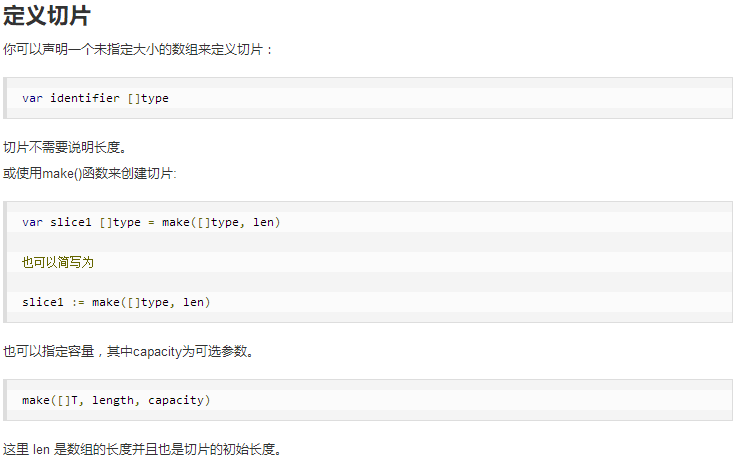 定义切片
你可以声明一个未指定大小的数组来定义切片：
var identifier []type
切片不需要说明长度。
或使用make()函数来创建切片:
var slice1 []type = make([]type, len)
也可以简写为
slice1 := make([]type, len)
也可以指定容量，其中capacity为可选参数。
make([]T, length, capacity)
这里 len 是数组的长度并且也是切片的初始长度。